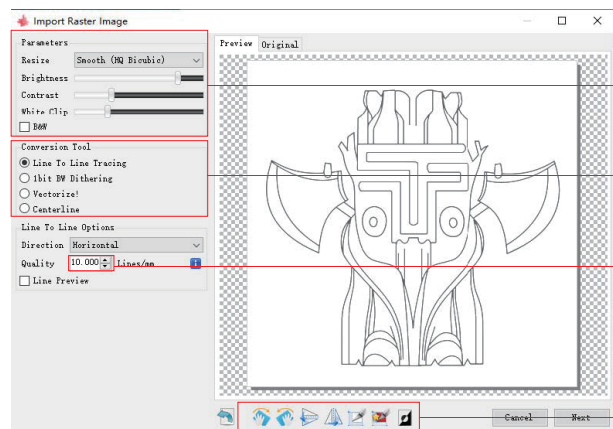 Import Raster Image
Parameters
Resize Smooth (HQ Bicubic)
Brightness
Contrast
White Clip
B&W
Conversion Tool
Line To Line Tracing
1bit BW Dithering
Vectorize!
Centerline
Line To Line Options
Direction Horizontal
Quality 10.000 Lines/mm
Line Preview
Preview Original
Cancel Next